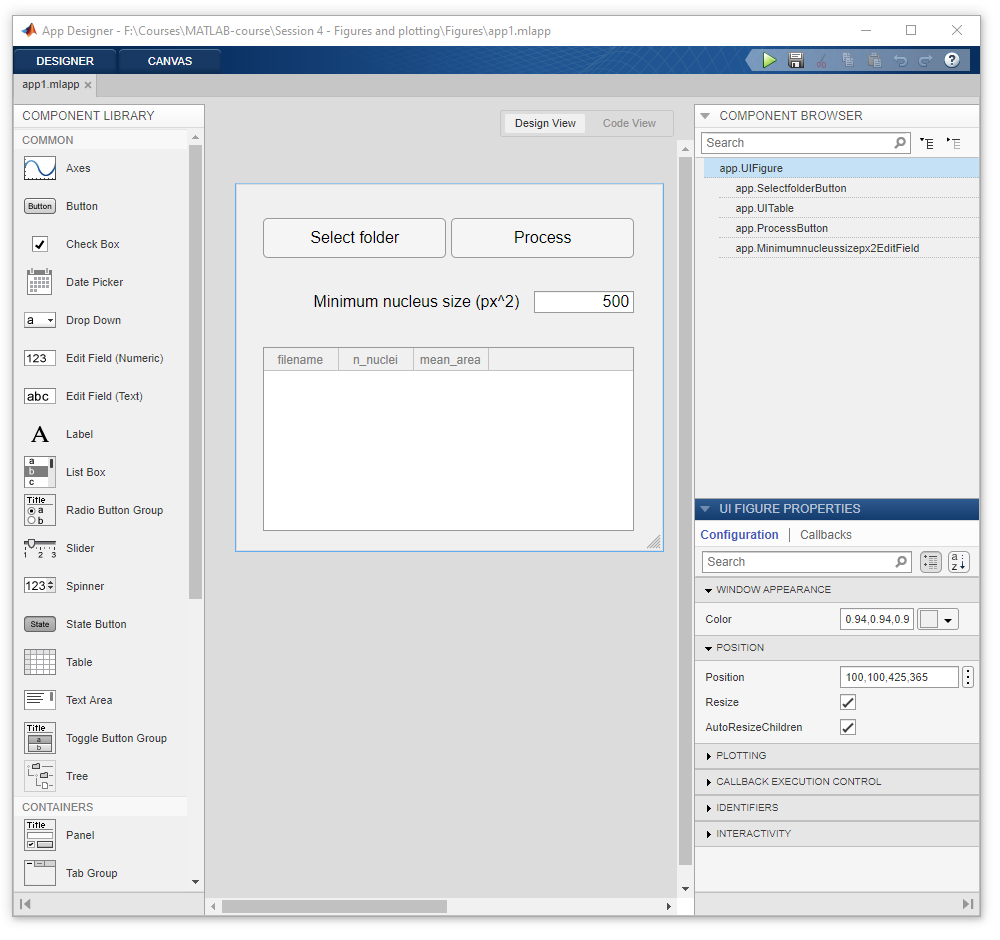 App Designer - F:\Courses\MATLAB-course\Session 4 - Figures and plotting\Figures\app1.mlapp
DESIGNER
CANVAS
?
app1.mlapp ×
COMPONENT LIBRARY
COMMON
Axes
Button Button
Check Box
Date Picker
a Drop Down
123 Edit Field (Numeric)
abc Edit Field (Text)
A Label
a
b List Box
c
Title
a Radio Button Group
b
Slider
1 2 3
123 Spinner
State State Button
Table
Text Area
Title
a Toggle Button Group
b
Tree
CONTAINERS
Title
Panel
Tab Group
Design View Code View
Select folder Process
Minimum nucleus size (px^2) 500
filename n_nuclei mean_area
COMPONENT BROWSER
Search
app.UIFigure
app.SelectfolderButton
app.UITable
app.ProcessButton
app.Minimumnucleussizepx2EditField
UI FIGURE PROPERTIES
Configuration | Callbacks
Search
a
z
WINDOW APPEARANCE
Color 0.94,0.94,0.9
POSITION
Position 100,100,425,365
Resize
AutoResizeChildren
PLOTTING
CALLBACK EXECUTION CONTROL
IDENTIFIERS
INTERACTIVITY